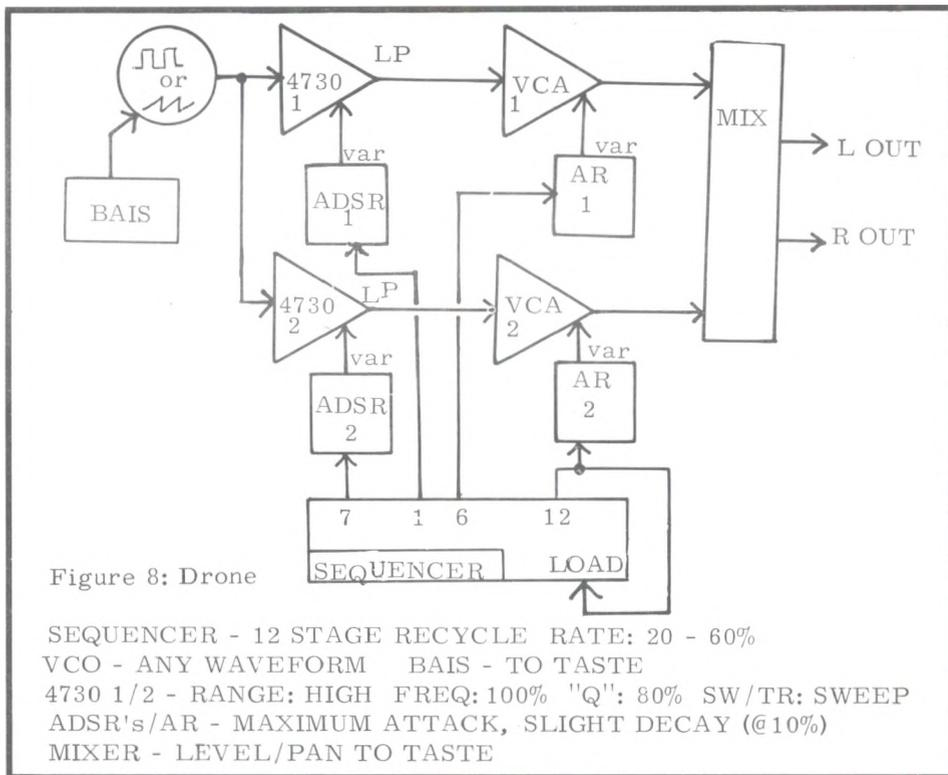 or
4730
1
LP
VCA
1
MIX
BAIS
var
ADSR
1
var
AR
1
L OUT
R OUT
4730
2
LP
VCA
2
var
ADSR
2
var
AR
2
7 1 6 12
SEQUENCER LOAD
Figure 8: Drone
SEQUENCER - 12 STAGE RECYCLE RATE: 20 - 60%
VCO - ANY WAVEFORM BAIS - TO TASTE
4730 1/2 - RANGE: HIGH FREQ: 100% "Q": 80% SW/TR: SWEEP
ADSR's/AR - MAXIMUM ATTACK, SLIGHT DECAY (@10%)
MIXER - LEVEL/PAN TO TASTE